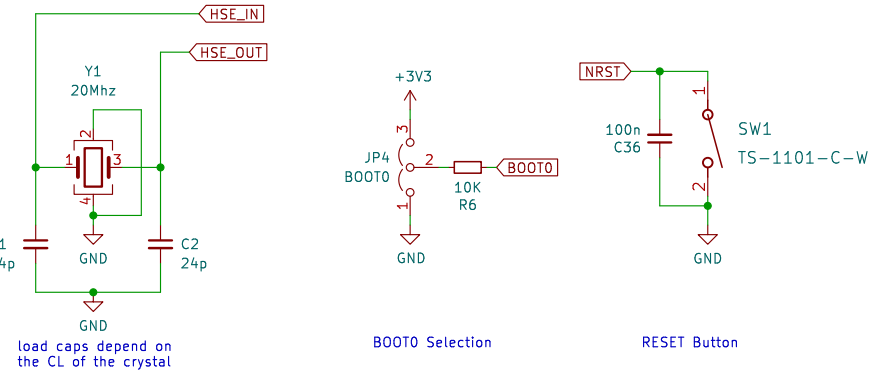 HSE_IN
HSE_OUT
Y1
20Mhz
2
1
3
4
GND
C2
24p
GND
load caps depend on
the CL of the crystal
+3V3
3
JP4
BOOT0
2
1
10K
R6
BOOT0
GND
BOOT0 Selection
NRST
100n
C36
1
2
SW1
TS-1101-C-W
GND
RESET Button